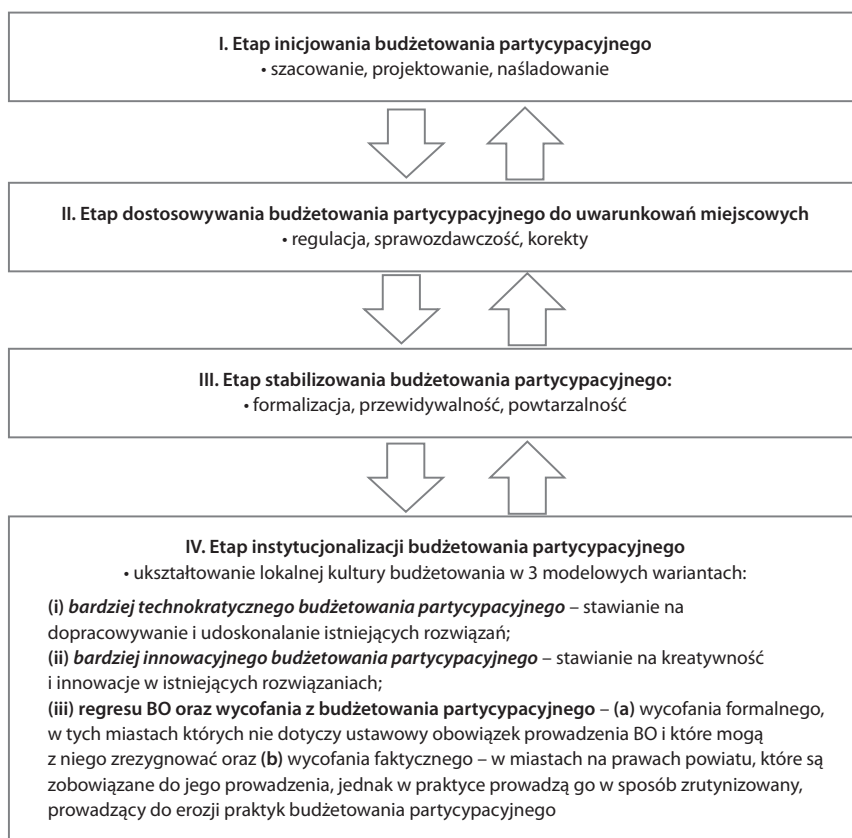 I. Etap inicjowania budżetowania partycypacyjnego
• szacowanie, projektowanie, naśladowanie
II. Etap dostosowywania budżetowania partycypacyjnego do uwarunkowań miejscowych
• regulacja, sprawozdawczość, korekty
III. Etap stabilizowania budżetowania partycypacyjnego:
• formalizacja, przewidywalność, powtarzalność
IV. Etap instytucjonalizacji budżetowania partycypacyjnego
• ukształtowanie lokalnej kultury budżetowania w 3 modelowych wariantach:
(i) bardziej technokratycznego budżetowania partycypacyjnego – stawianie na
dopracowywanie i udoskonalanie istniejących rozwiązań;
(ii) bardziej innowacyjnego budżetowania partycypacyjnego – stawianie na kreatywność
i innowacje w istniejących rozwiązaniach;
(iii) regresu BO oraz wycofania z budżetowania partycypacyjnego – (a) wycofania formalnego,
w tych miastach których nie dotyczy ustawowy obowiązek prowadzenia BO i które mogą
z niego zrezygnować oraz (b) wycofania faktycznego – w miastach na prawach powiatu, które są
zobowiązane do jego prowadzenia, jednak w praktyce prowadzą go w sposób zrutynizowany,
prowadzący do erozji praktyk budżetowania partycypacyjnego